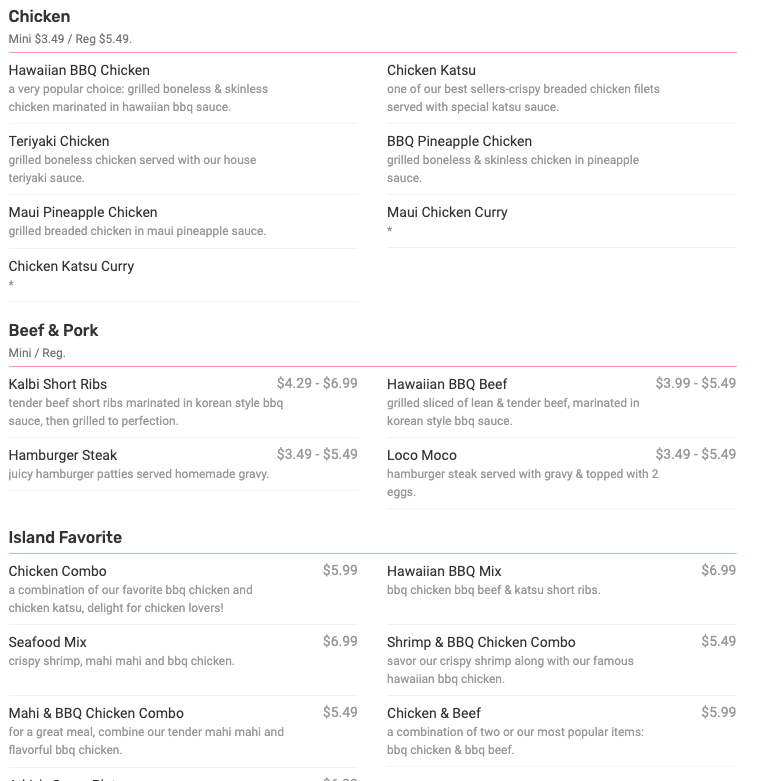 Chicken
Mini $3.49 / Reg $5.49.
Hawaiian BBQ Chicken
a very popular choice: grilled boneless & skinless
chicken marinated in hawaiian bbq sauce.
Chicken Katsu
one of our best sellers-crispy breaded chicken filets
served with special katsu sauce.
Teriyaki Chicken
grilled boneless chicken served with our house
teriyaki sauce.
BBQ Pineapple Chicken
grilled boneless & skinless chicken in pineapple
sauce.
Maui Pineapple Chicken
grilled breaded chicken in maui pineapple sauce.
Maui Chicken Curry
*
Chicken Katsu Curry
*
Beef & Pork
Mini / Reg.
Kalbi Short Ribs $4.29 - $6.99
tender beef short ribs marinated in korean style bbq
sauce, then grilled to perfection.
Hawaiian BBQ Beef $3.99 - $5.49
grilled sliced of lean & tender beef, marinated in
korean style bbq sauce.
Hamburger Steak $3.49 - $5.49
juicy hamburger patties served homemade gravy.
Loco Moco $3.49 - $5.49
hamburger steak served with gravy & topped with 2
eggs.
Island Favorite
Chicken Combo $5.99
a combination of our favorite bbq chicken and
chicken katsu, delight for chicken lovers!
Hawaiian BBQ Mix $6.99
bbq chicken bbq beef & katsu short ribs.
Seafood Mix $6.99
crispy shrimp, mahi mahi and bbq chicken.
Shrimp & BBQ Chicken Combo $5.49
savor our crispy shrimp along with our famous
hawaiian bbq chicken.
Mahi & BBQ Chicken Combo $5.49
for a great meal, combine our tender mahi mahi and
flavorful bbq chicken.
Chicken & Beef $5.99
a combination of two or our most popular items:
bbq chicken & bbq beef.